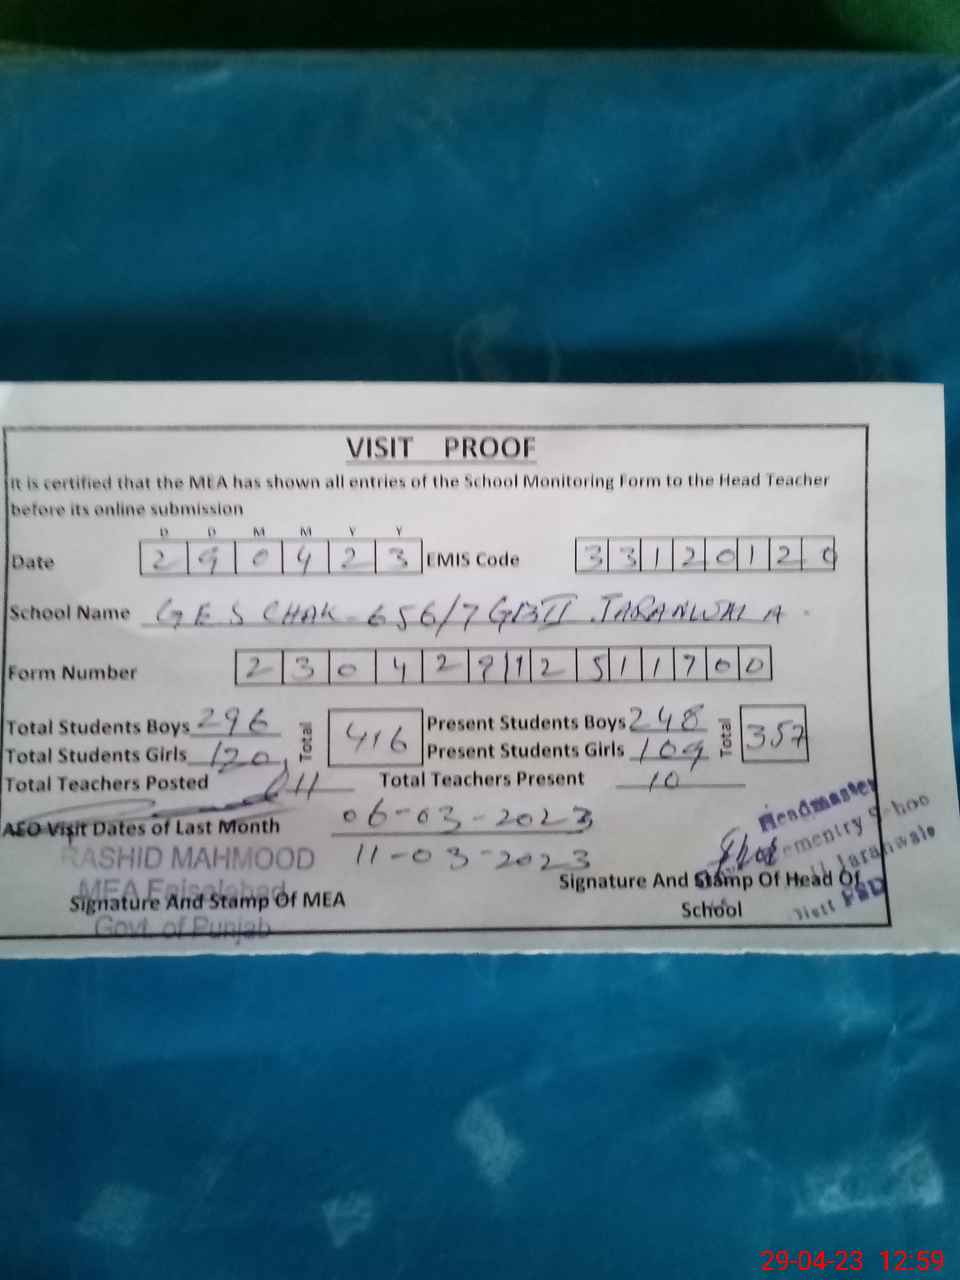 VISIT PROOF
It is certified that the MEA has shown all entries of the School Monitoring Form to the Head Teacher
before its online submission
D D M M Y Y
Date 2 9 0 4 2 3 EMIS Code 3 3 1 2 0 1 2 0
School Name GES CHAK 656/7 GB II JARANWALA
Form Number 2 3 0 4 2 9 1 2 5 1 1 7 0 0
Total Students Boys 296 Total 416 Present Students Boys 248 Total 357
Total Students Girls 120 Present Students Girls 109
Total Teachers Posted 11 Total Teachers Present 10
AEO Visit Dates of Last Month 06-03-2023
11-03-2023
RASHID MAHMOOD
MEA Faisalabad
Govt. of Punjab
Signature And Stamp Of MEA
Headmaster
Jaranwala
Distt FSD
Signature And Stamp Of Head Of
School
29-04-23 12:59